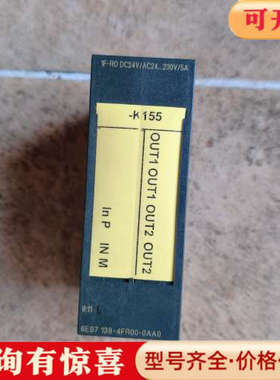 可开
1F-RO DC24V/AC24..230V/5A
-K155
OUT1 OUT1 OUT2 OUT2
In P IN M
6ES7 138-4FR00-0AA0
询有惊喜
型号齐全·价格·